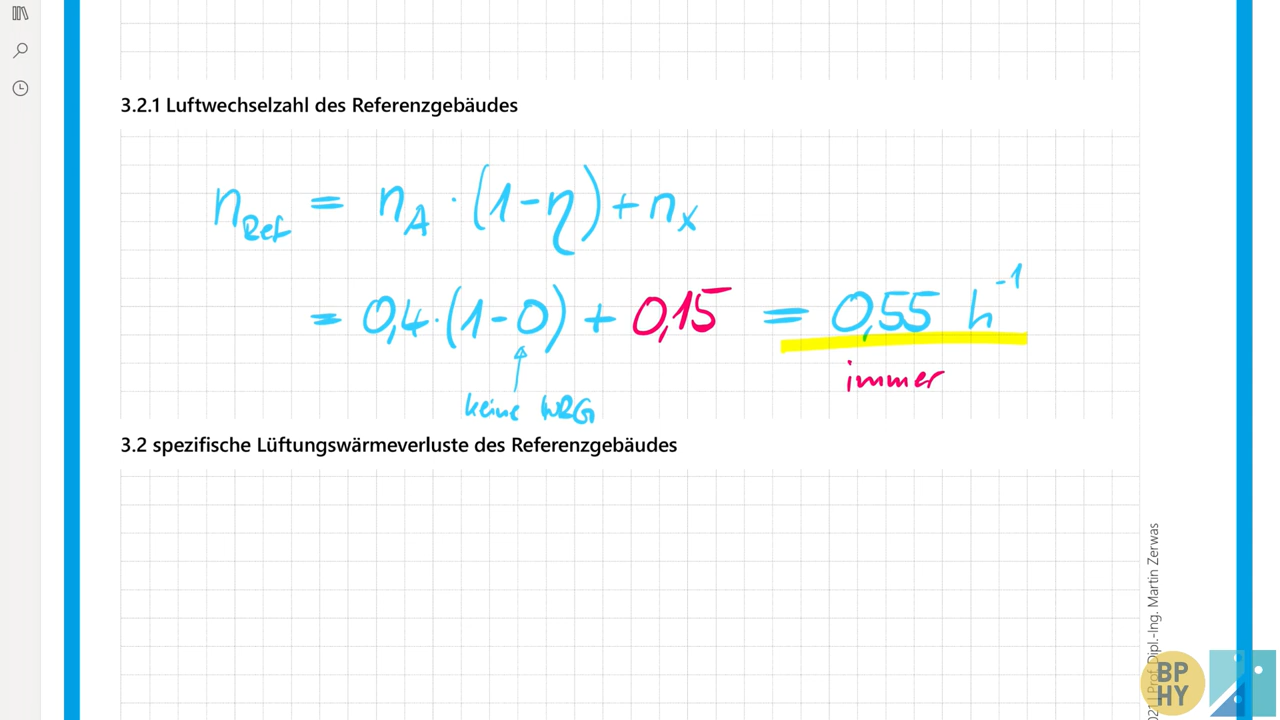 3.2.1 Luftwechselzahl des Referenzgebäudes
n_Ref = n_A · (1-η) + n_x
= 0,4 · (1-0) + 0,15 = 0,55 h⁻¹
immer
keine WRG
3.2 spezifische Lüftungswärmeverluste des Referenzgebäudes
021 | Prof. Dipl.-Ing. Martin Zerwas
BP
HY